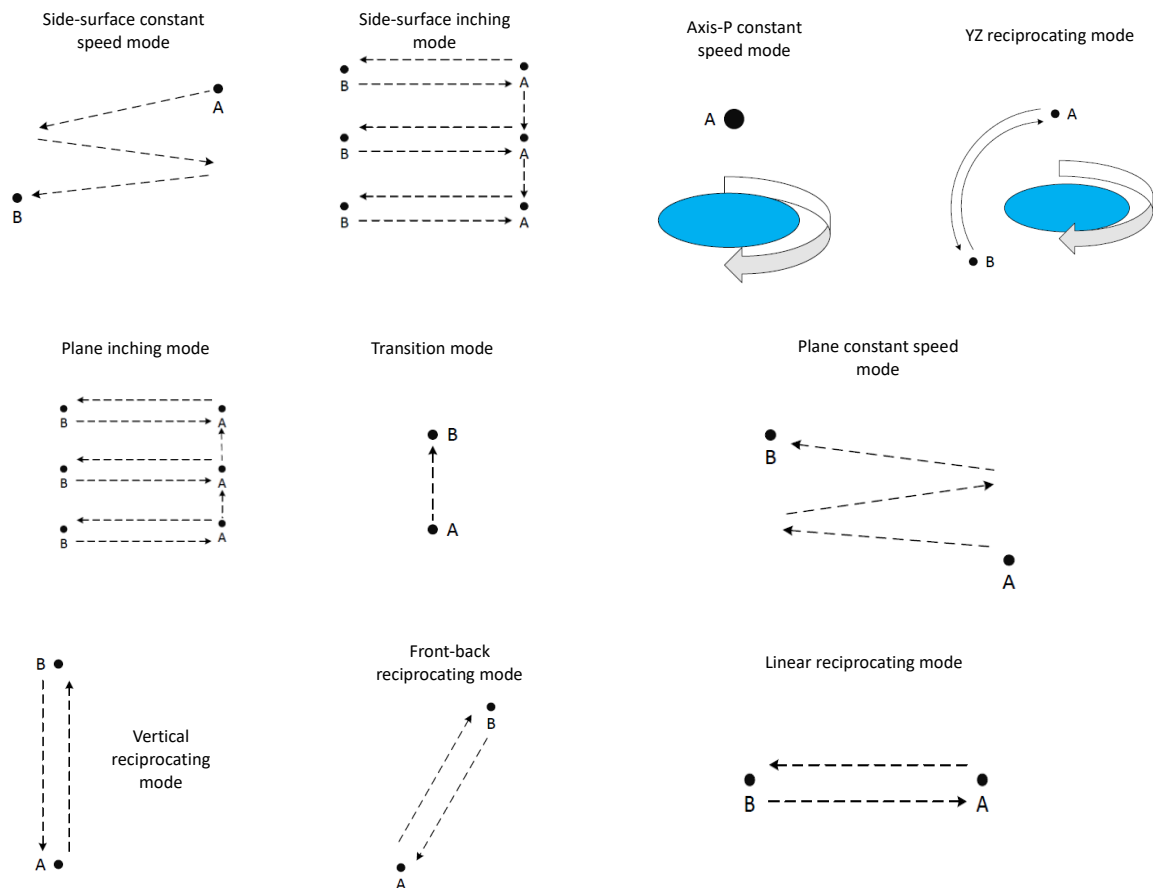 Side-surface constant
speed mode
A
B
Side-surface inching
mode
B
A
B
A
B
A
Axis-P constant
speed mode
A
YZ reciprocating mode
A
B
Plane inching mode
B
A
B
A
B
A
Transition mode
B
A
Plane constant speed
mode
B
A
B
A
Vertical
reciprocating
mode
Front-back
reciprocating mode
B
A
Linear reciprocating mode
B
A